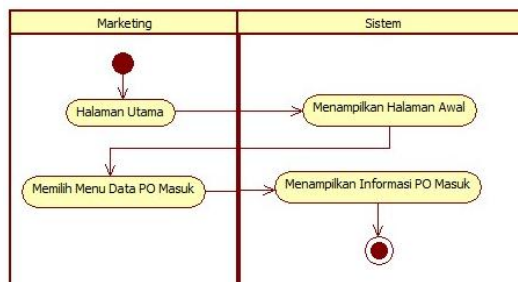 Marketing
Sistem
Halaman Utama
Menampilkan Halaman Awal
Memilih Menu Data PO Masuk
Menampilkan Informasi PO Masuk